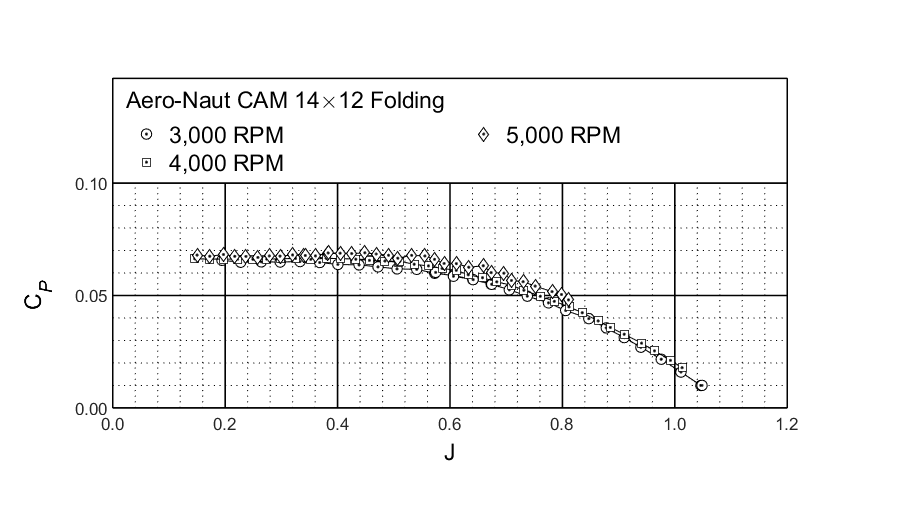 Aero-Naut CAM 14×12 Folding
3,000 RPM
5,000 RPM
4,000 RPM
0.10
0.05
0.00
C_P
0.0 0.2 0.4 0.6 0.8 1.0 1.2
J